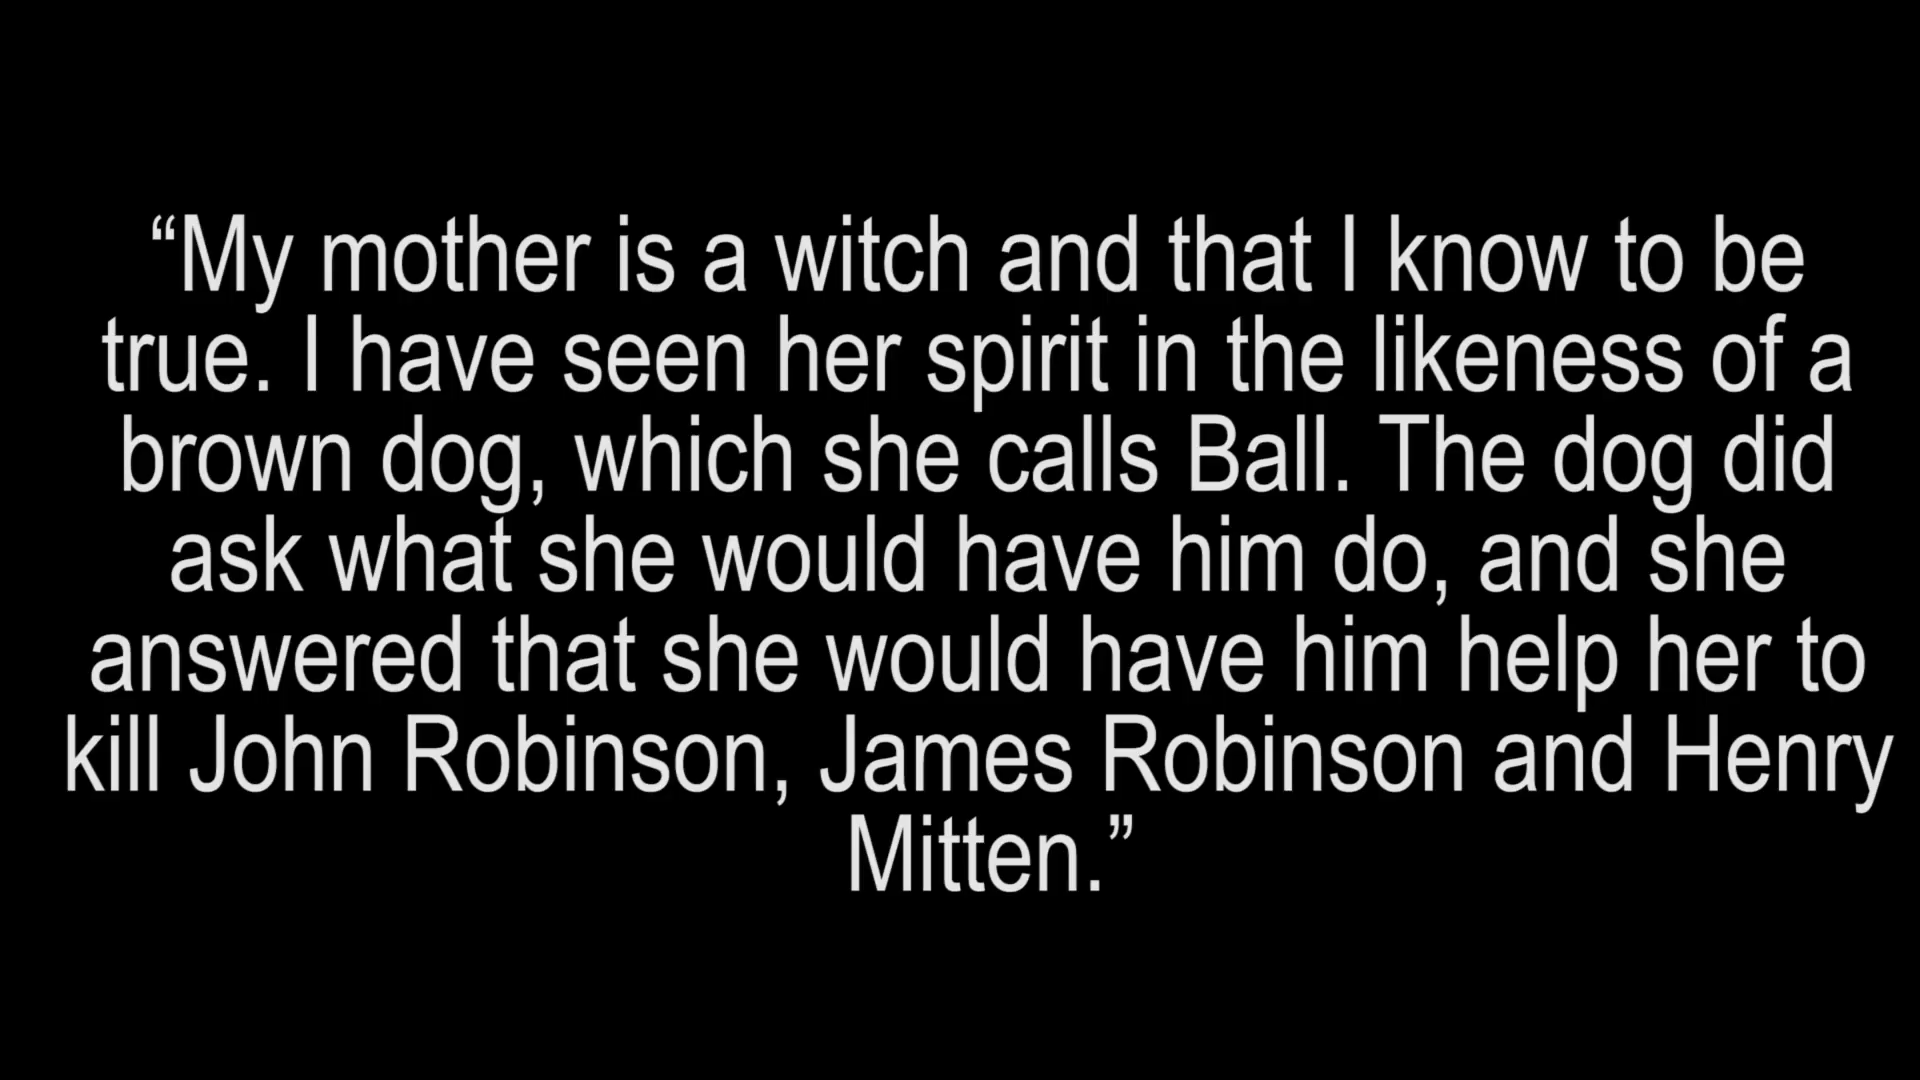 “My mother is a witch and that I know to be
true. I have seen her spirit in the likeness of a
brown dog, which she calls Ball. The dog did
ask what she would have him do, and she
answered that she would have him help her to
kill John Robinson, James Robinson and Henry
Mitten.”